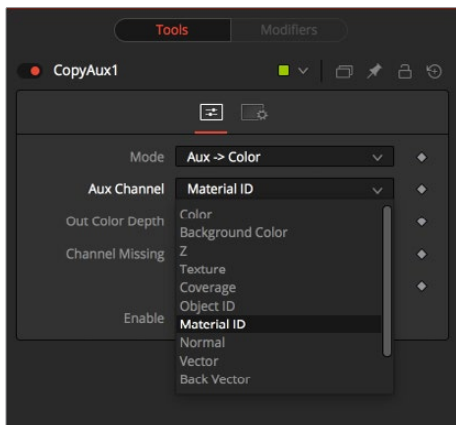 Tools Modifiers
CopyAux1
Mode Aux -> Color
Aux Channel Material ID
Out Color Depth Color
Background Color
Channel Missing Z
Texture
Coverage
Object ID
Enable Material ID
Normal
Vector
Back Vector